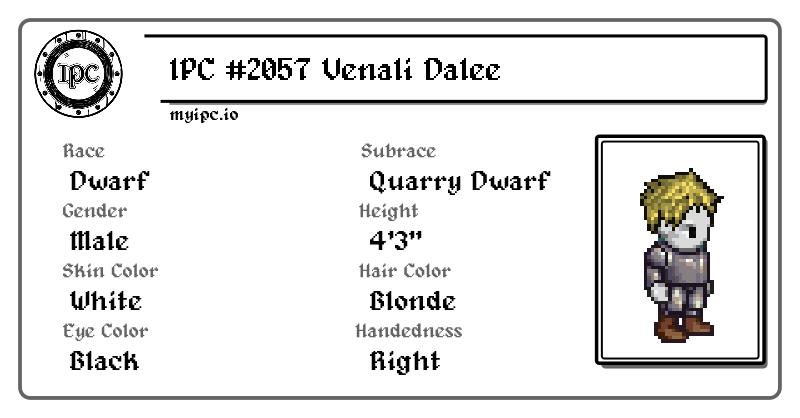 IPC
IPC #2057 Venali Dalee
myipc.io
Race
Dwarf
Subrace
Quarry Dwarf
Gender
Male
Height
4'3"
Skin Color
White
Hair Color
Blonde
Eye Color
Black
Handedness
Right